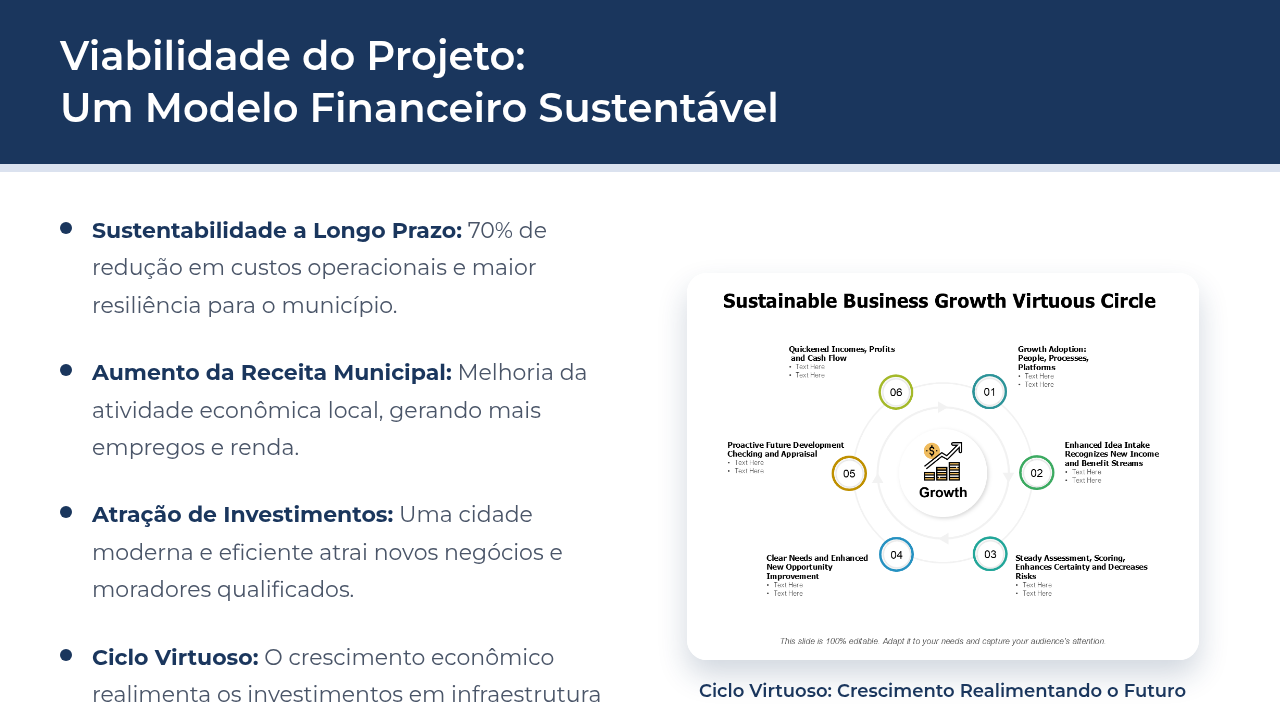 Viabilidade do Projeto:
Um Modelo Financeiro Sustentável
Sustentabilidade a Longo Prazo: 70% de
redução em custos operacionais e maior
resiliência para o município.
Aumento da Receita Municipal: Melhoria da
atividade econômica local, gerando mais
empregos e renda.
Atração de Investimentos: Uma cidade
moderna e eficiente atrai novos negócios e
moradores qualificados.
Ciclo Virtuoso: O crescimento econômico
realimenta os investimentos em infraestrutura
Sustainable Business Growth Virtuous Circle
Growth Adoption:
People, Processes,
Platforms
• Text Here
• Text Here
01
Enhanced Idea Intake
Recognizes New Income
and Benefit Streams
• Text Here
• Text Here
02
Steady Assessment, Scoring,
Enhances Certainty and Decreases
Risks
• Text Here
• Text Here
03
Clear Needs and Enhanced
New Opportunity
Improvement
• Text Here
• Text Here
04
Proactive Future Development
Checking and Appraisal
• Text Here
• Text Here
05
Quickened Incomes, Profits
and Cash Flow
• Text Here
• Text Here
06
$
Growth
This slide is 100% editable. Adapt it to your needs and capture your audience's attention.
Ciclo Virtuoso: Crescimento Realimentando o Futuro